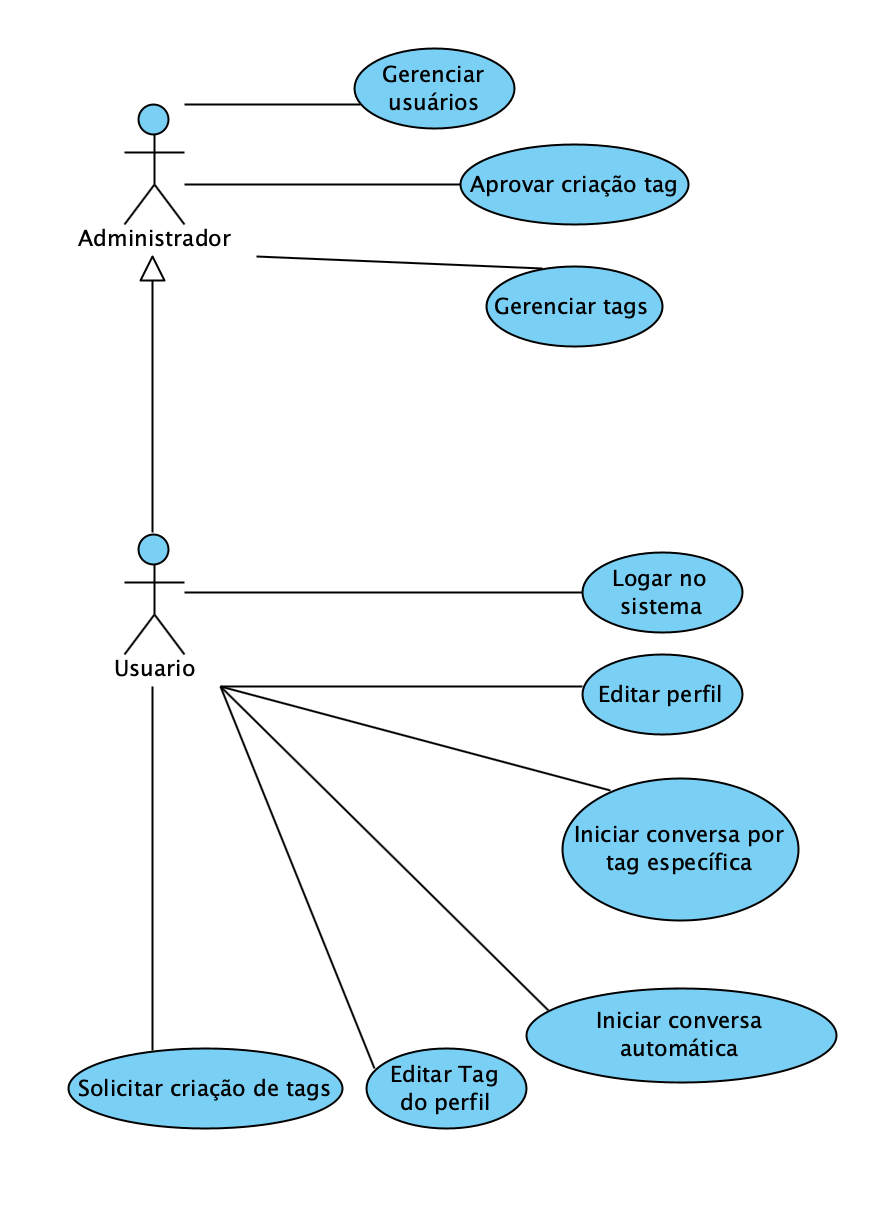 Gerenciar
usuários
Aprovar criação tag
Administrador
Gerenciar tags
Logar no
sistema
Usuario
Editar perfil
Iniciar conversa por
tag específica
Iniciar conversa
automática
Solicitar criação de tags
Editar Tag
do perfil